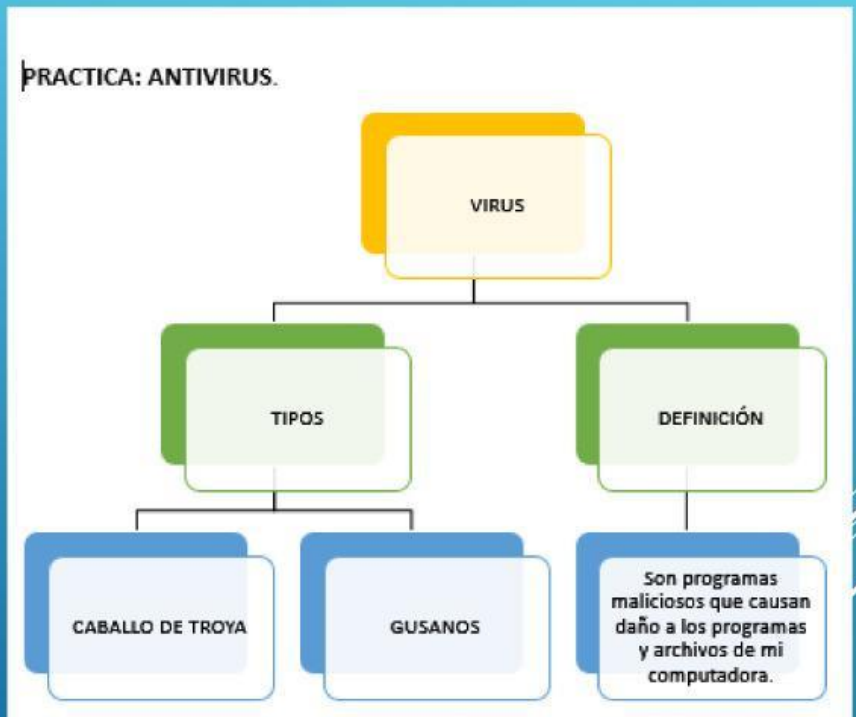 PRACTICA: ANTIVIRUS.
VIRUS
TIPOS
DEFINICIÓN
CABALLO DE TROYA
GUSANOS
Son programas
maliciosos que causan
daño a los programas
y archivos de mi
computadora.